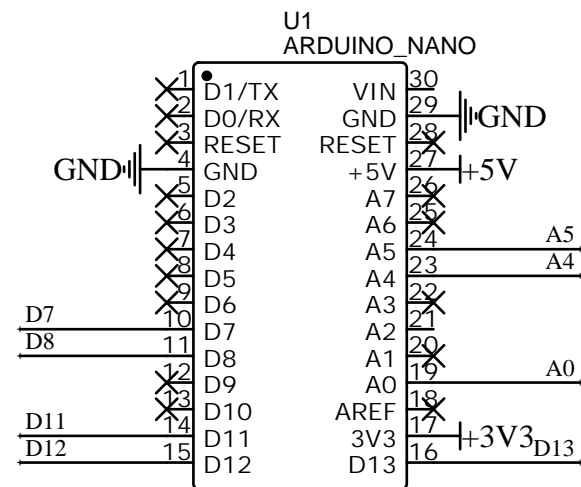 U1
ARDUINO_NANO
1 D1/TX VIN 30
2 D0/RX GND 29 GND
3 RESET RESET 28
GND 4 GND +5V 27 +5V
5 D2 A7 26
6 D3 A6 25
7 D4 A5 24 A5
8 D5 A4 23 A4
9 D6 A3 22
D7 10 D7 A2 21
D8 11 D8 A1 20
12 D9 A0 19 A0
13 D10 AREF 18
D11 14 D11 3V3 17 +3V3
D12 15 D12 D13 16 D13